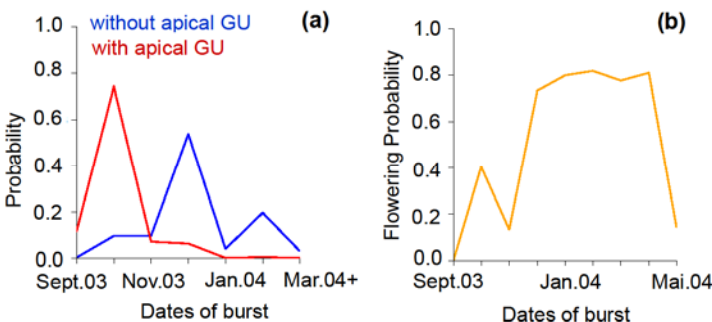 (a)
without apical GU
with apical GU
Probability
1.0
0.8
0.6
0.4
0.2
0.0
Sept.03 Nov.03 Jan.04 Mar.04+
Dates of burst
(b)
Flowering Probability
1.0
0.8
0.6
0.4
0.2
0.0
Sept.03 Jan.04 Mai.04
Dates of burst